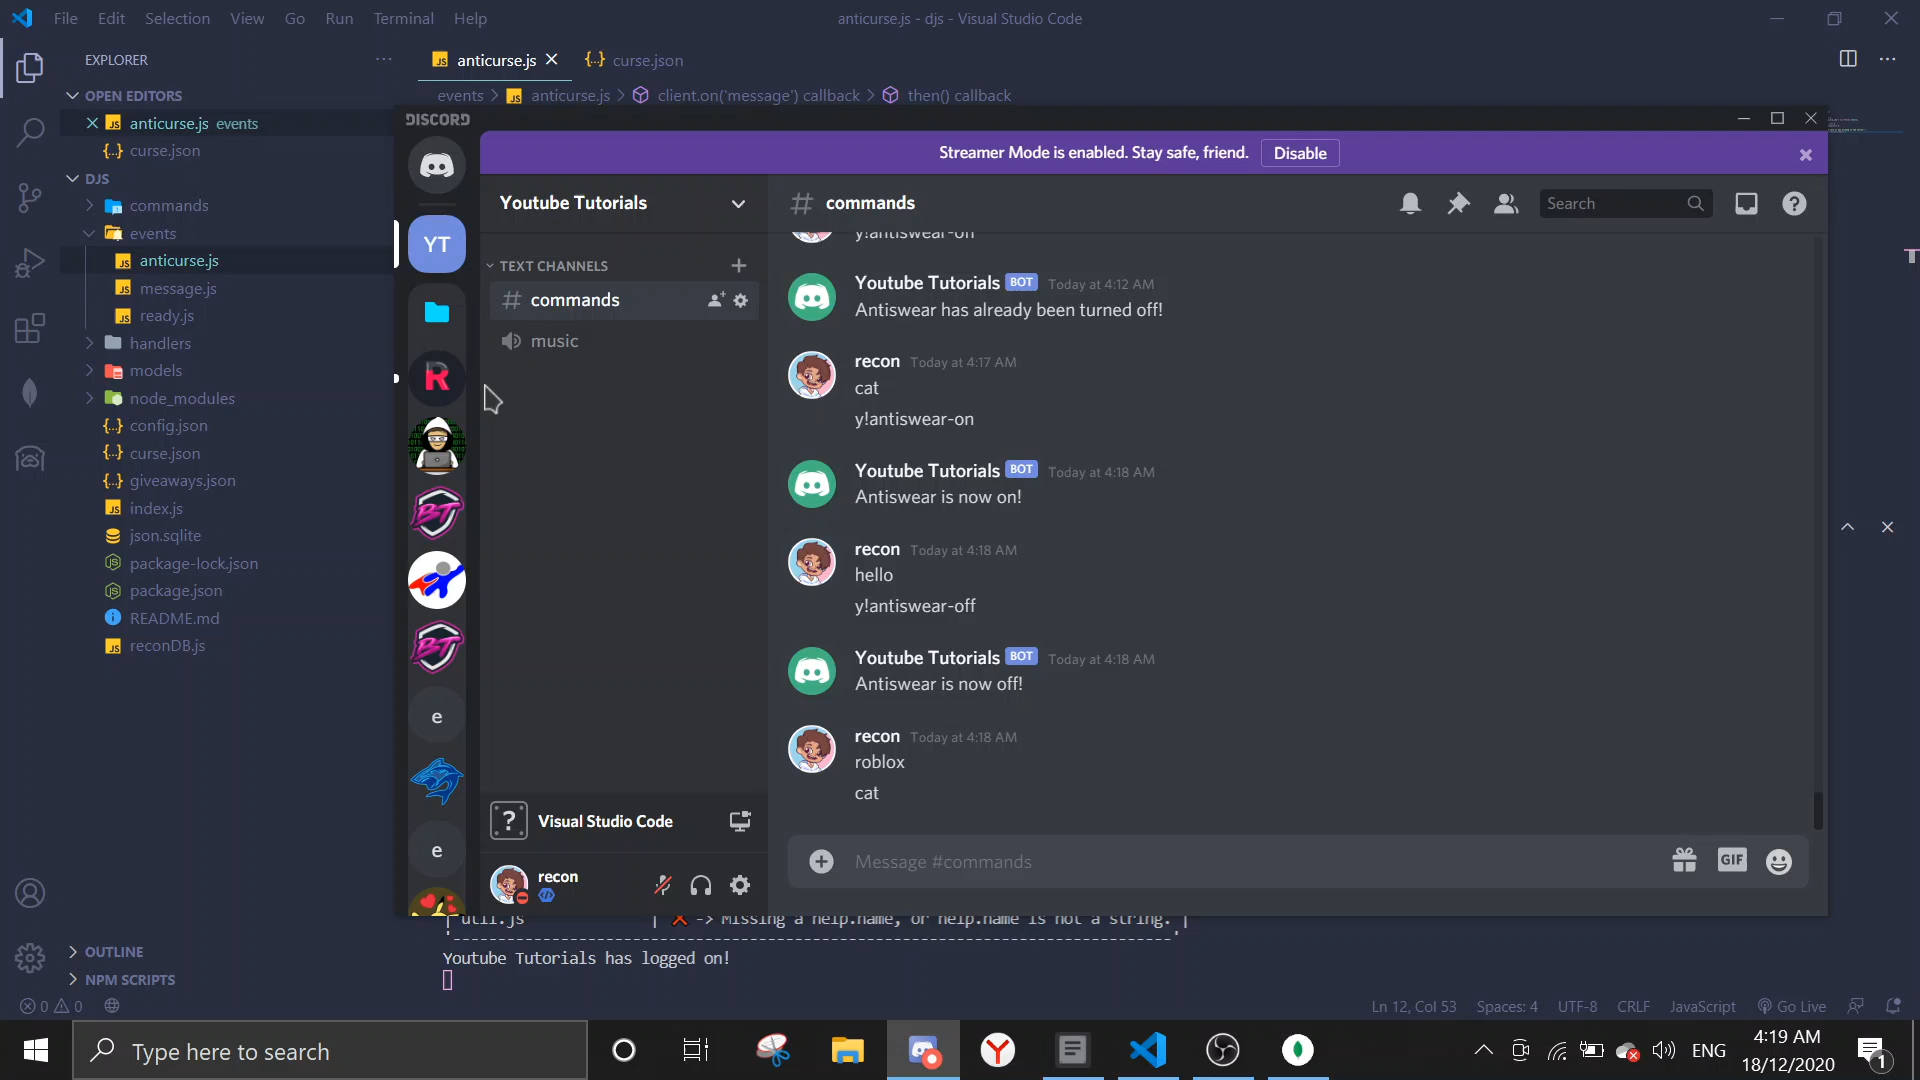 File Edit Selection View Go Run Terminal Help
anticurse.js - djs - Visual Studio Code
EXPLORER
anticurse.js
curse.json
OPEN EDITORS
events > anticurse.js > client.on('message') callback > then() callback
anticurse.js events
curse.json
DJS
commands
events
anticurse.js
message.js
ready.js
handlers
models
node_modules
config.json
curse.json
giveaways.json
index.js
json.sqlite
package-lock.json
package.json
README.md
reconDB.js
OUTLINE
NPM SCRIPTS
DISCORD
Streamer Mode is enabled. Stay safe, friend. Disable
YT
R
BT
BT
e
e
Youtube Tutorials
TEXT CHANNELS
commands
music
Visual Studio Code
recon
commands
Search
y!antiswear-on
Youtube Tutorials BOT Today at 4:12 AM
Antiswear has already been turned off!
recon Today at 4:17 AM
cat
y!antiswear-on
Youtube Tutorials BOT Today at 4:18 AM
Antiswear is now on!
recon Today at 4:18 AM
hello
y!antiswear-off
Youtube Tutorials BOT Today at 4:18 AM
Antiswear is now off!
recon Today at 4:18 AM
roblox
cat
Message #commands
GIF
| util.js | ❌ -> Missing a help.name, or help.name is not a string. |
'------------------------------------------------------------------------'
Youtube Tutorials has logged on!
0 0
Ln 12, Col 53 Spaces: 4 UTF-8 CRLF JavaScript Go Live
Type here to search
ENG
4:19 AM
18/12/2020
1